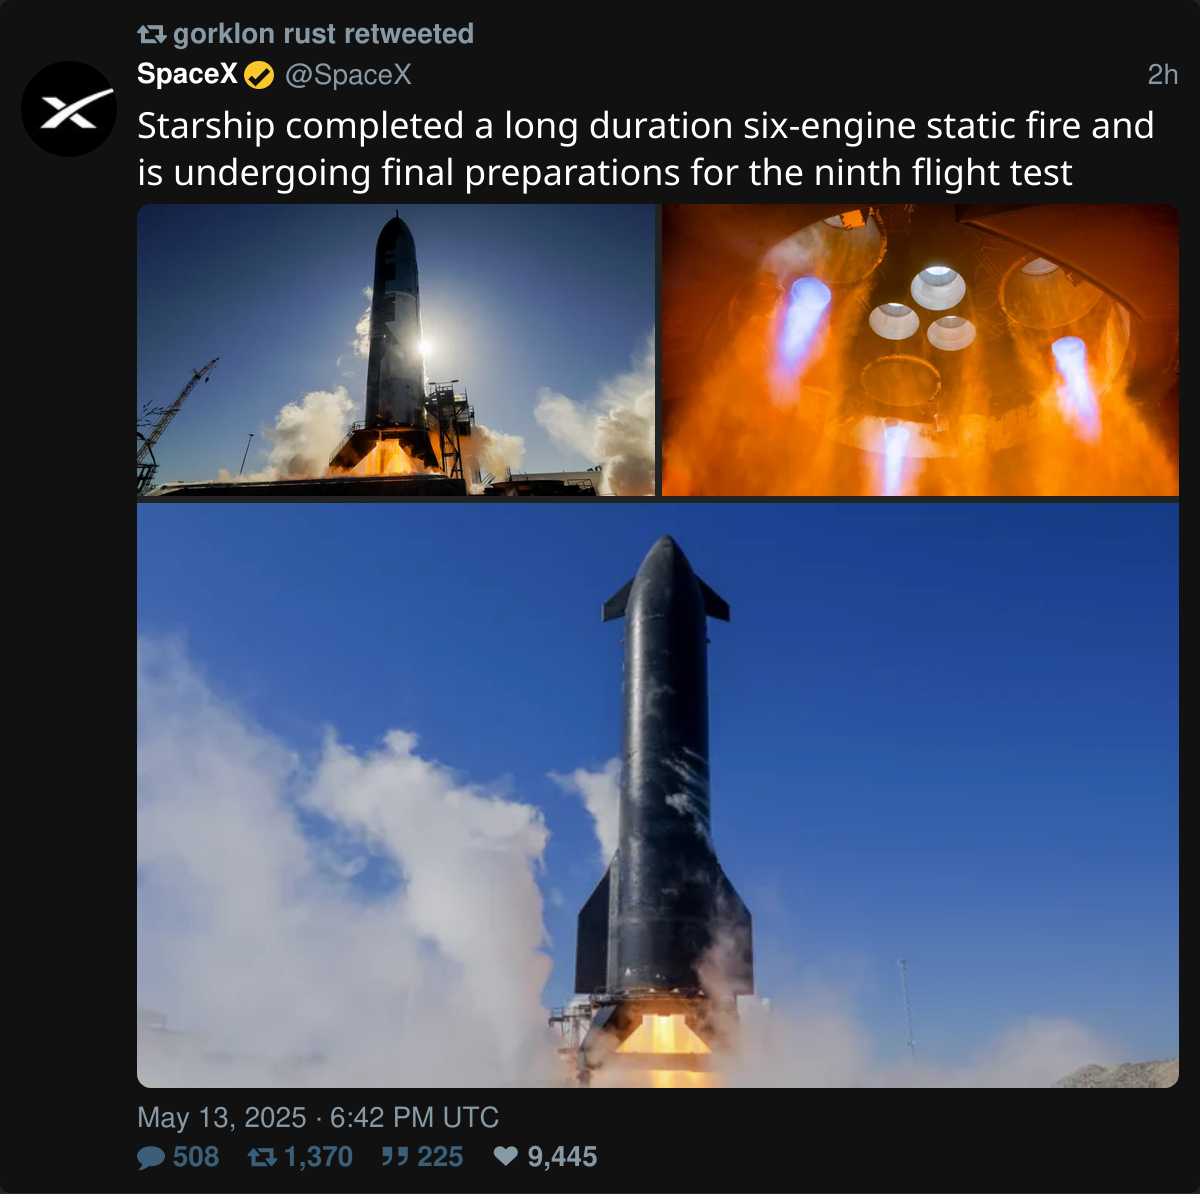 gorklon rust retweeted
SpaceX @SpaceX 2h
Starship completed a long duration six-engine static fire and
is undergoing final preparations for the ninth flight test
May 13, 2025 · 6:42 PM UTC
508 1,370 225 9,445